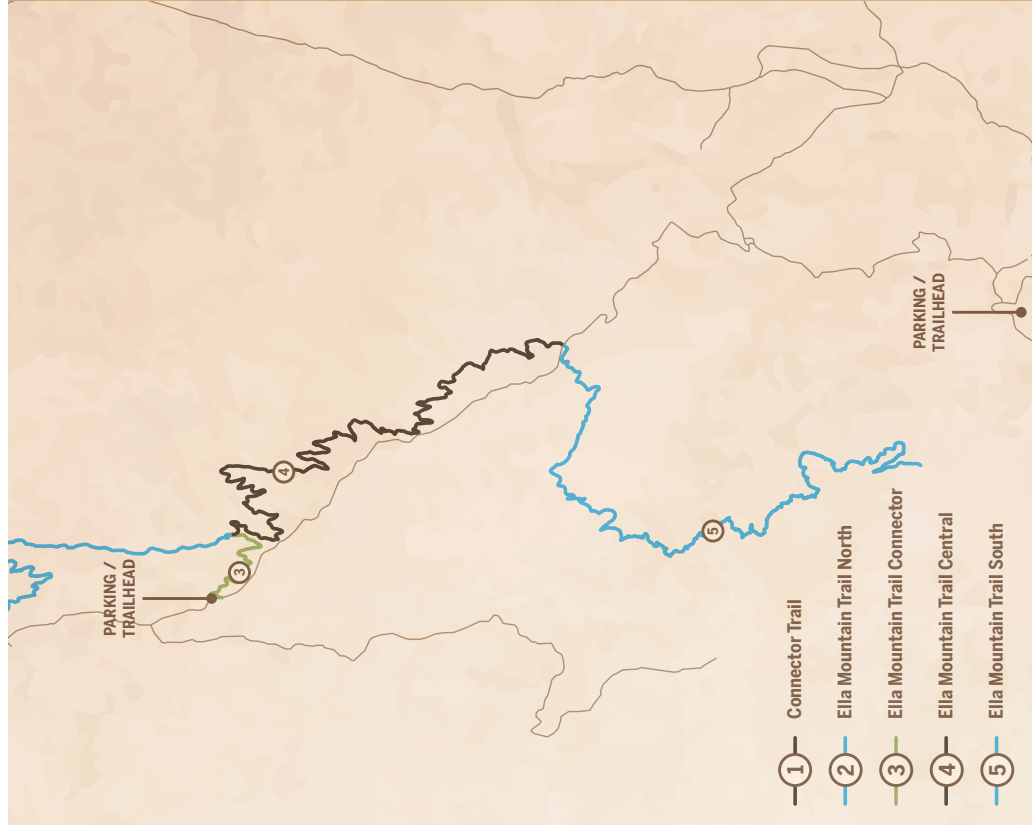 PARKING /
TRAILHEAD
3
4
5
PARKING /
TRAILHEAD
1 Connector Trail
2 Ella Mountain Trail North
3 Ella Mountain Trail Connector
4 Ella Mountain Trail Central
5 Ella Mountain Trail South